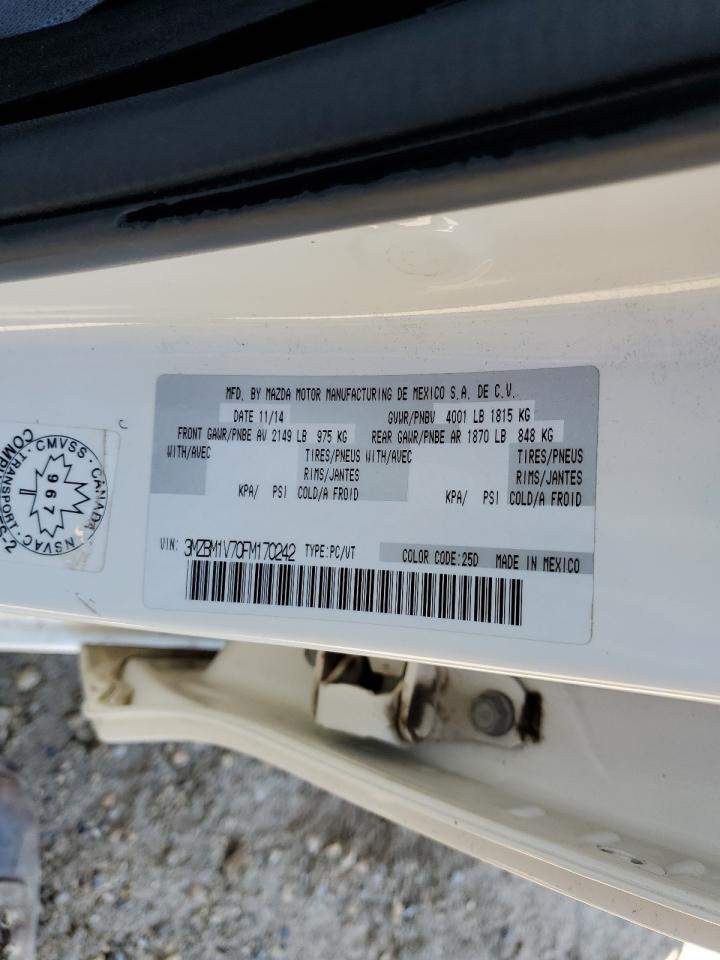 MFD. BY MAZDA MOTOR MANUFACTURING DE MEXICO S.A. DE C.V.
DATE 11/14 GVWR/PNBV 4001 LB 1815 KG
FRONT GAWR/PNBE AV 2149 LB 975 KG REAR GAWR/PNBE AR 1870 LB 848 KG
WITH/AVEC TIRES/PNEUS WITH/AVEC TIRES/PNEUS
RIMS/JANTES RIMS/JANTES
KPA/ PSI COLD/A FROID KPA/ PSI COLD/A FROID
VIN: 3MZBM1V70FM170242 TYPE:PC/VT COLOR CODE:25D MADE IN MEXICO
CMVSS · CANADA · NSVAC · TRANSPORT
967